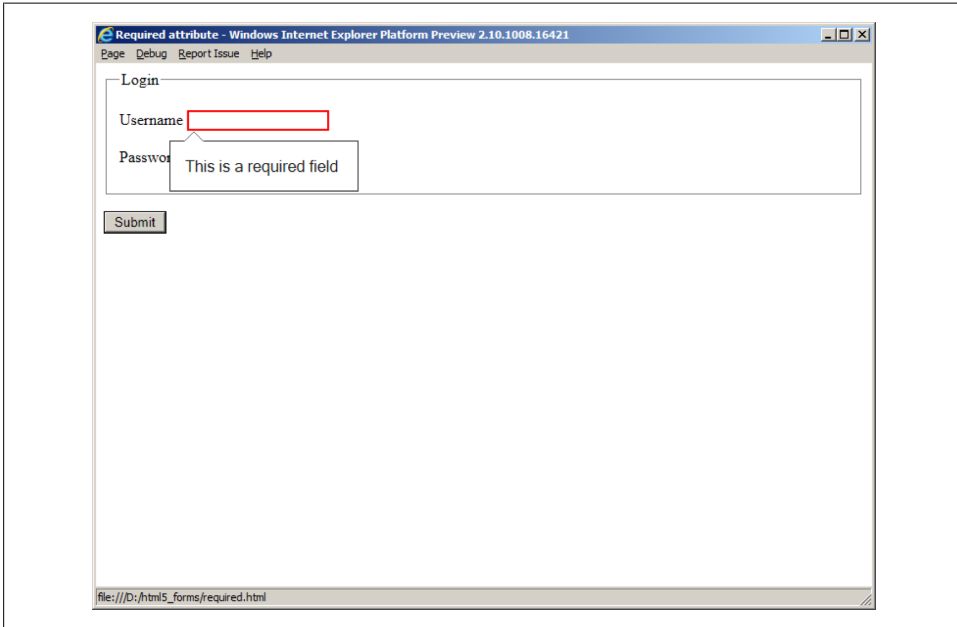 Required attribute - Windows Internet Explorer Platform Preview 2.10.1008.16421
Page Debug Report Issue Help
Login
Username
Passwor
This is a required field
Submit
file:///D:/html5_forms/required.html